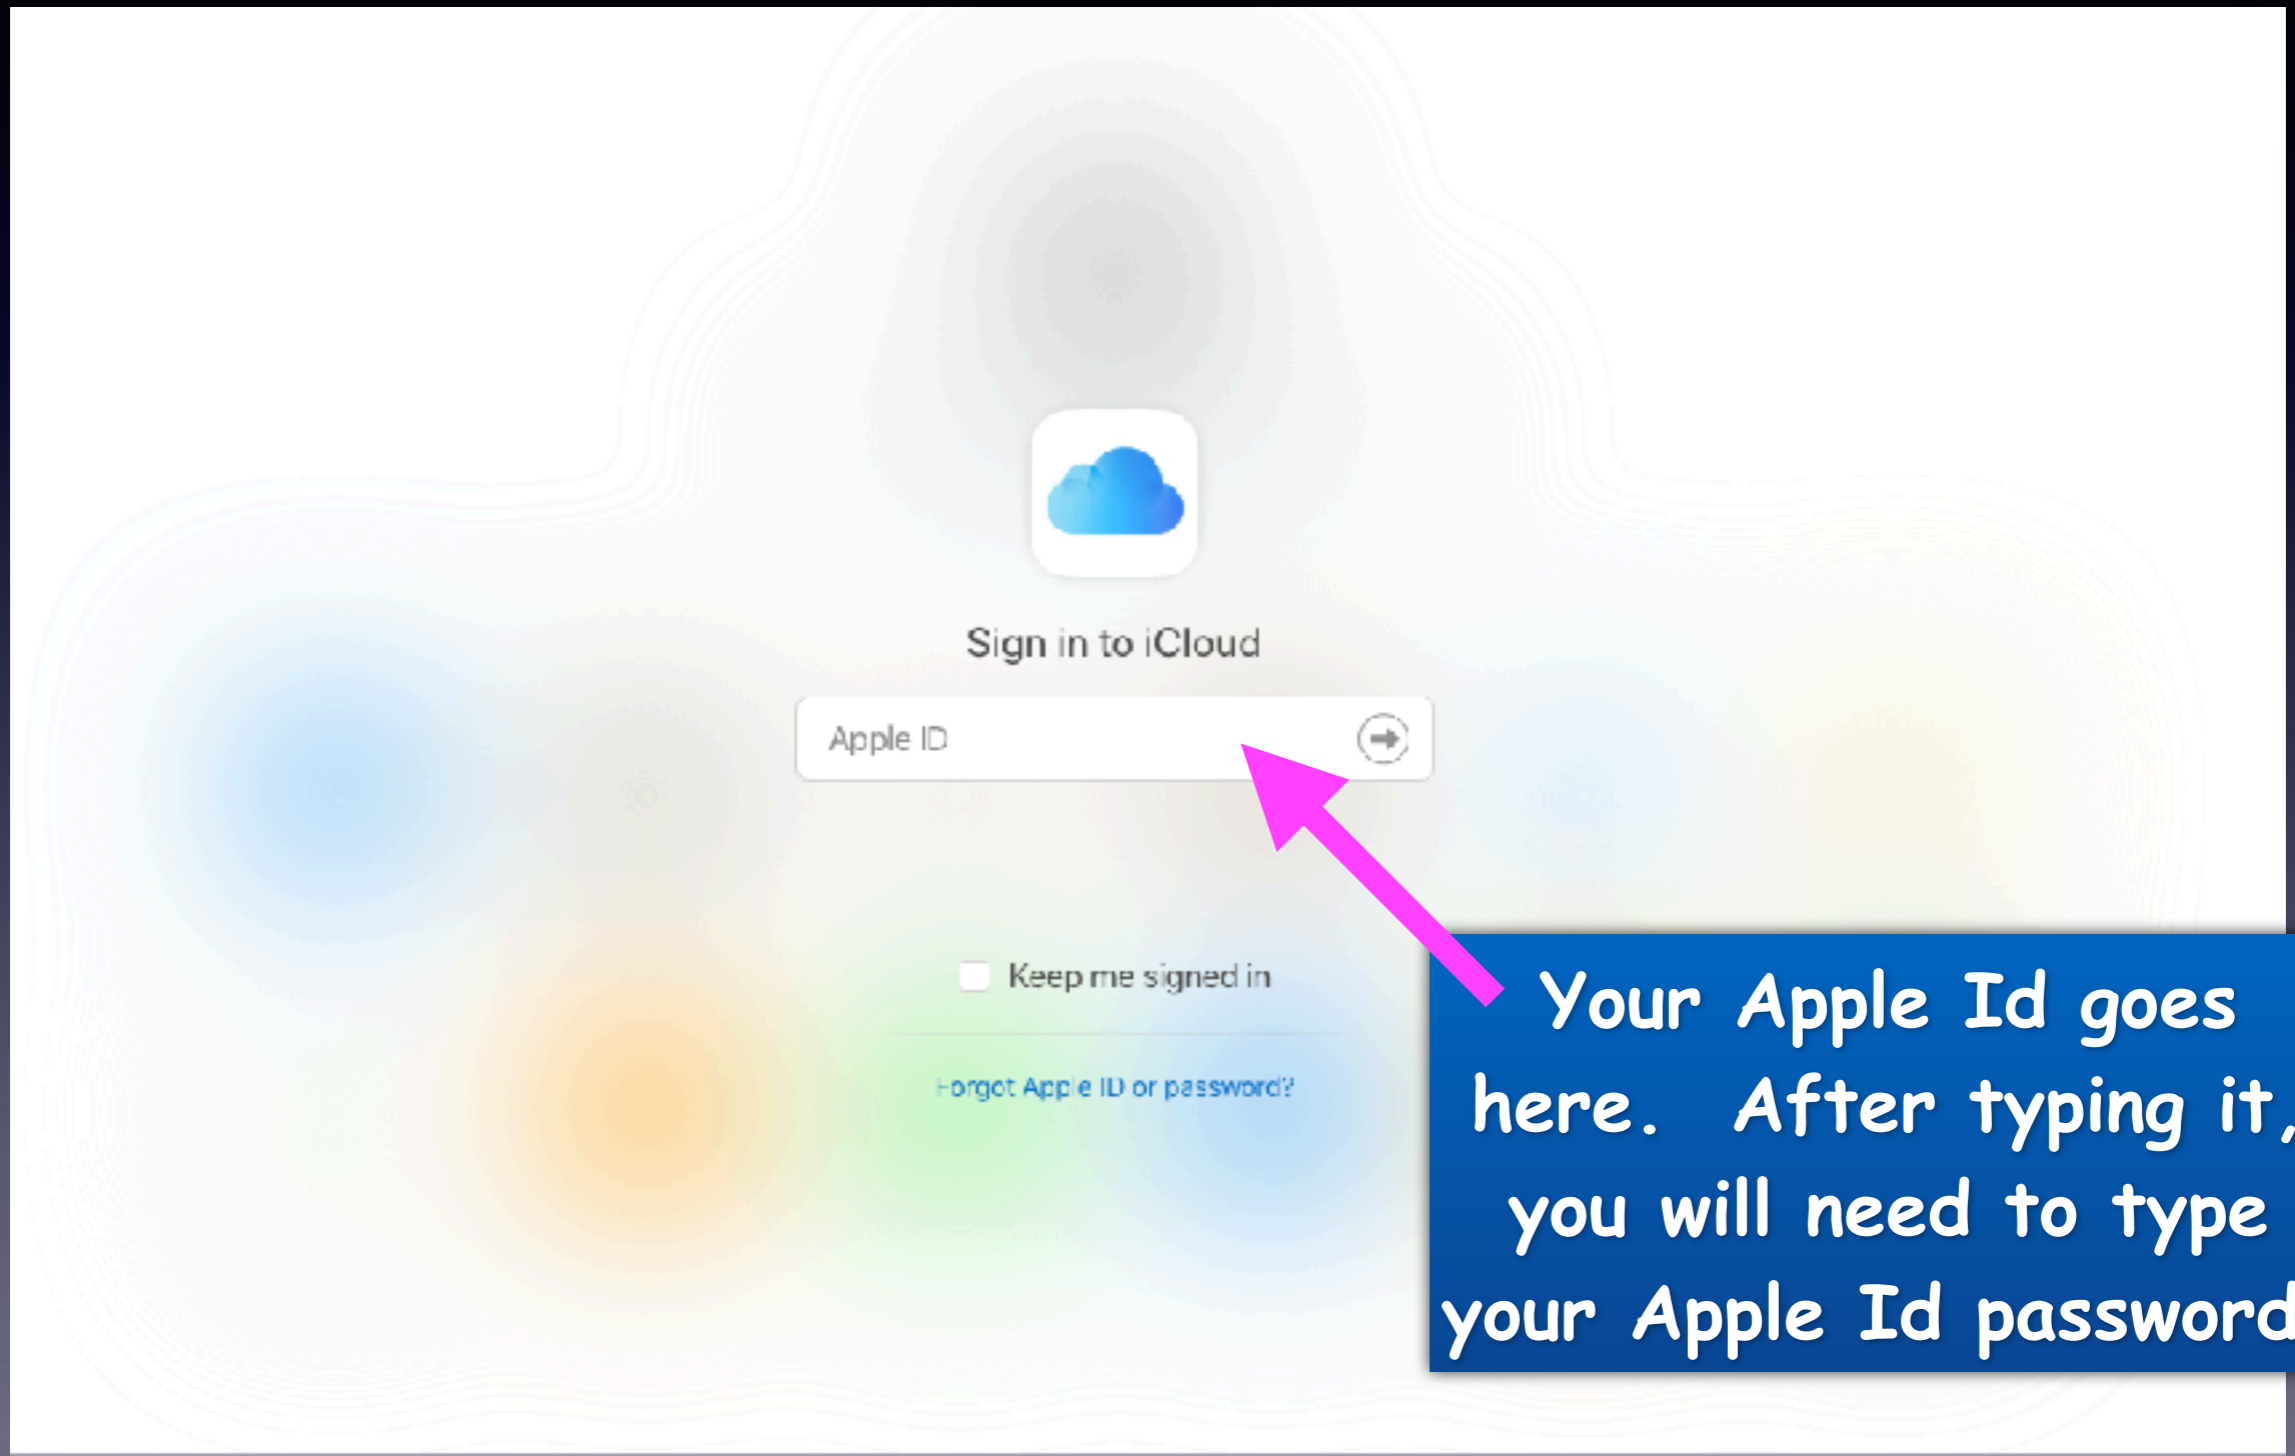 Sign in to iCloud
Apple ID
Keep me signed in
Forgot Apple ID or password?
Your Apple Id goes
here. After typing it,
you will need to type
your Apple Id password